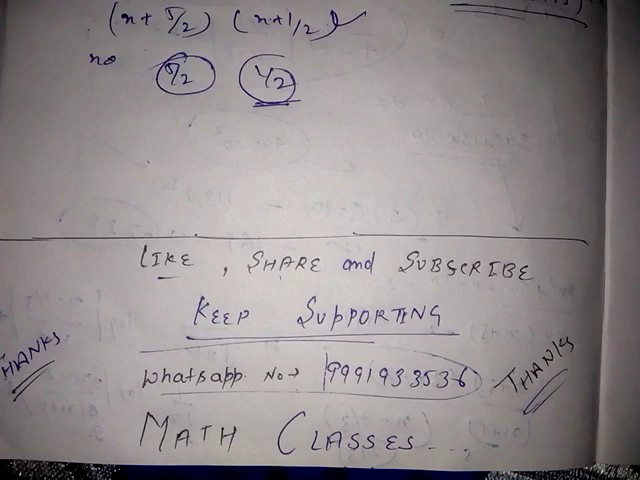 (x + 5/2) (x+1/2)
no 5/2 1/2
LIKE , SHARE and SUBSCRIBE
KEEP SUPPORTING
THANKS
Whatsapp. No → 9991933536
THANKS
MATH CLASSES...